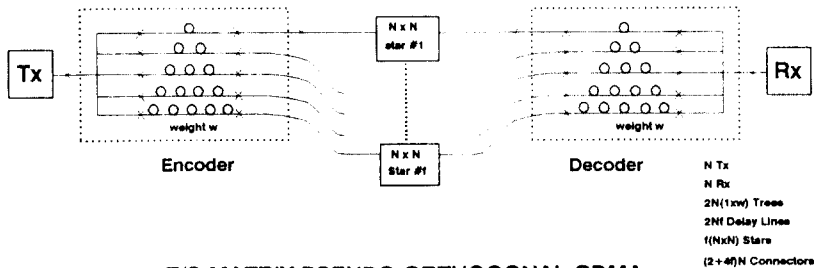 N x N
star #1
Tx
Rx
weight w
weight w
N x N
Star #f
Encoder
Decoder
N Tx
N Rx
2N(1xw) Trees
2Nf Delay Lines
f(NxN) Stars
(2+4f)N Connectors